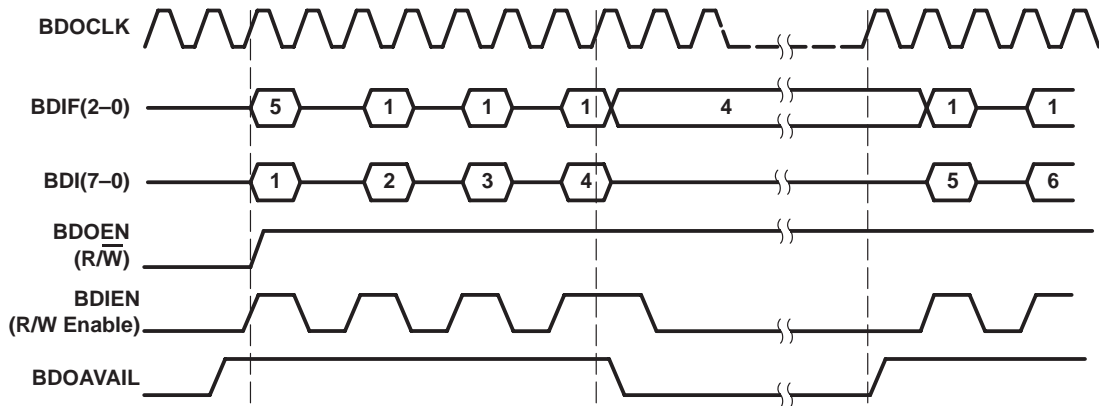 BDOCLK
BDIF(2–0) 5 1 1 1 4 1 1
BDI(7–0) 1 2 3 4 5 6
BDOEN
(R/W̅)
BDIEN
(R/W Enable)
BDOAVAIL